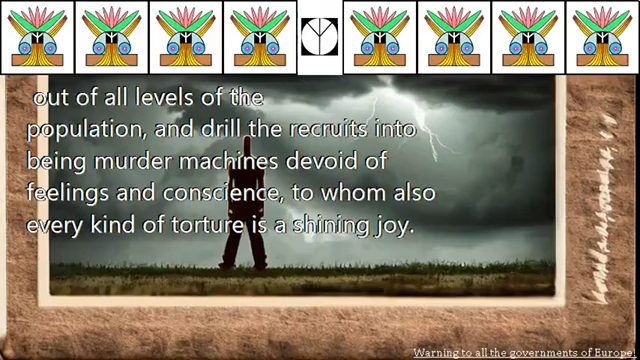 out of all levels of the
population, and drill the recruits into
being murder machines devoid of
feelings and conscience, to whom also
every kind of torture is a shining joy.
Warning to all the governments of Europe!